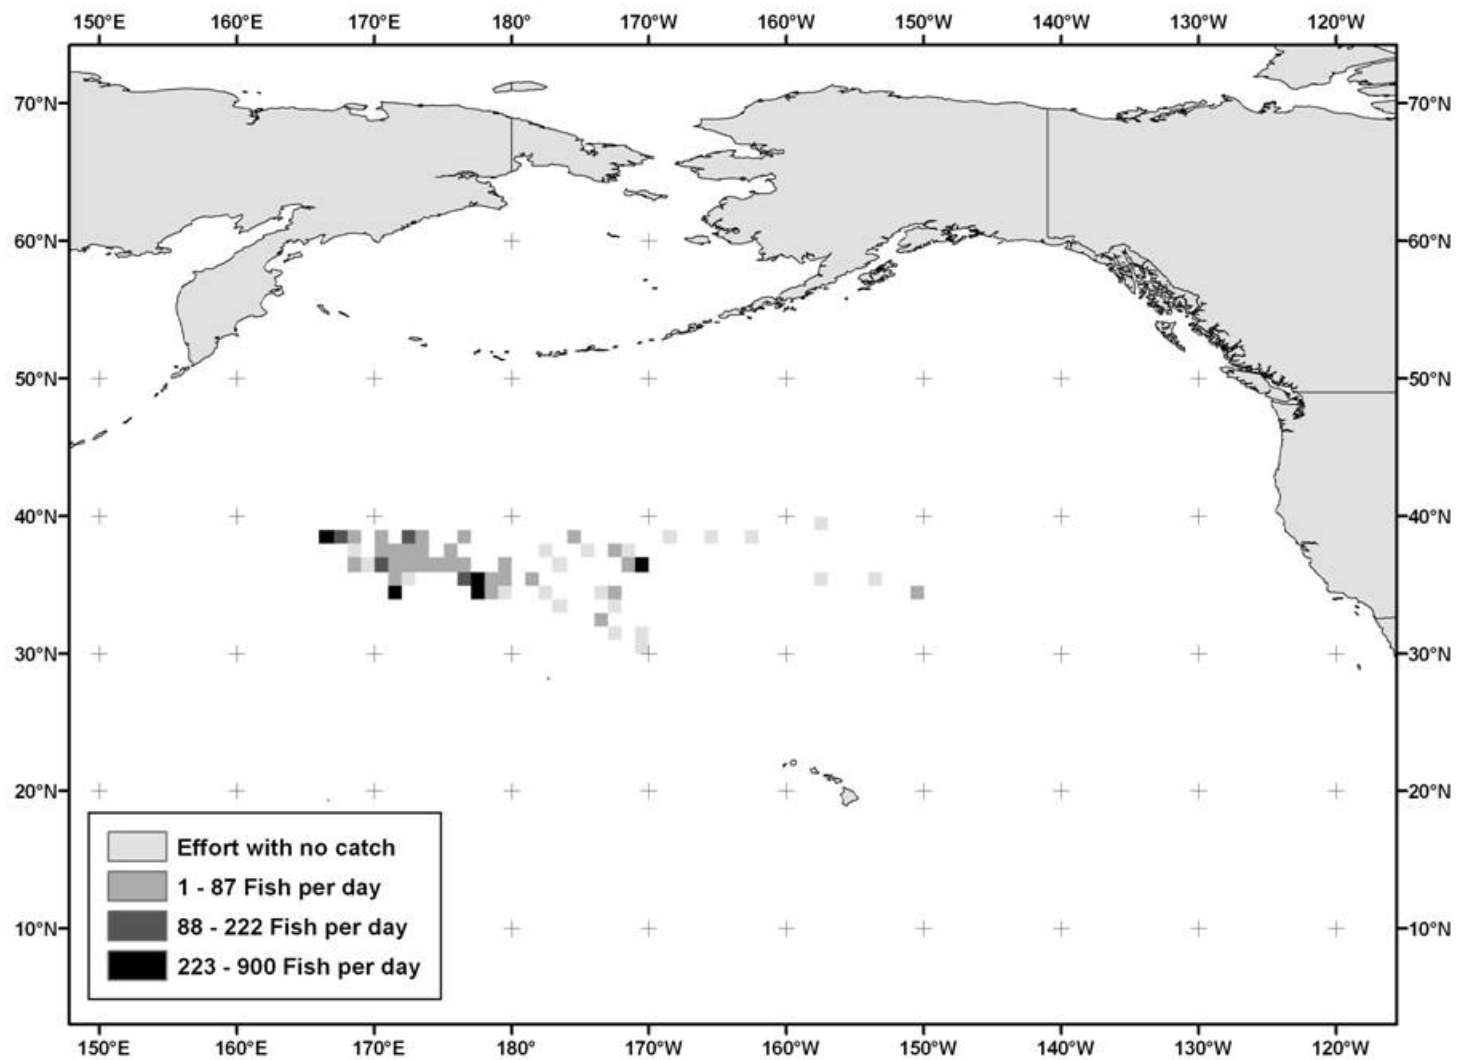 150°E 160°E 170°E 180° 170°W 160°W 150°W 140°W 130°W 120°W
70°N 70°N
60°N 60°N
50°N 50°N
40°N 40°N
30°N 30°N
20°N 20°N
Effort with no catch
1 - 87 Fish per day
88 - 222 Fish per day
10°N 10°N
223 - 900 Fish per day
150°E 160°E 170°E 180° 170°W 160°W 150°W 140°W 130°W 120°W